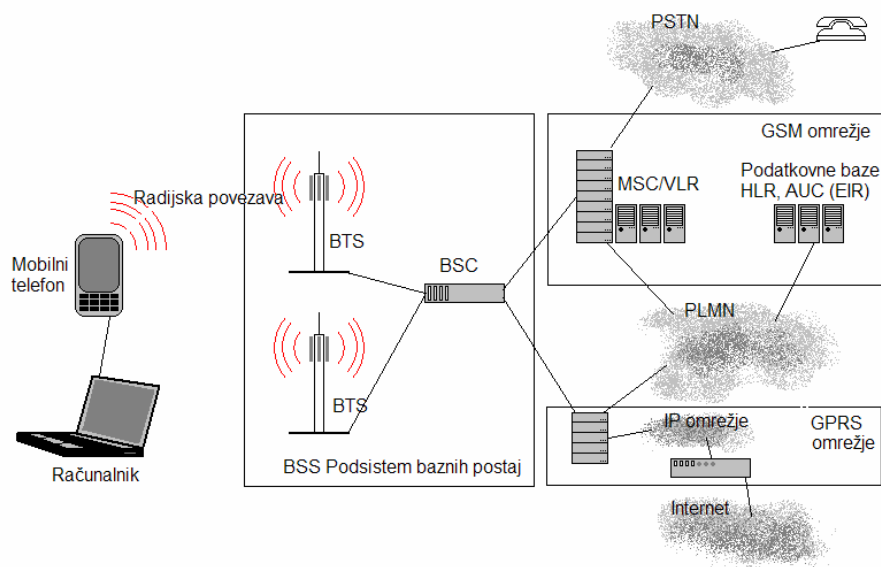 PSTN
GSM omrežje
MSC/VLR
Podatkovne baze
HLR, AUC (EIR)
Radijska povezava
BTS
BSC
Mobilni
telefon
PLMN
BTS
IP omrežje
GPRS
omrežje
BSS Podsistem baznih postaj
Računalnik
Internet